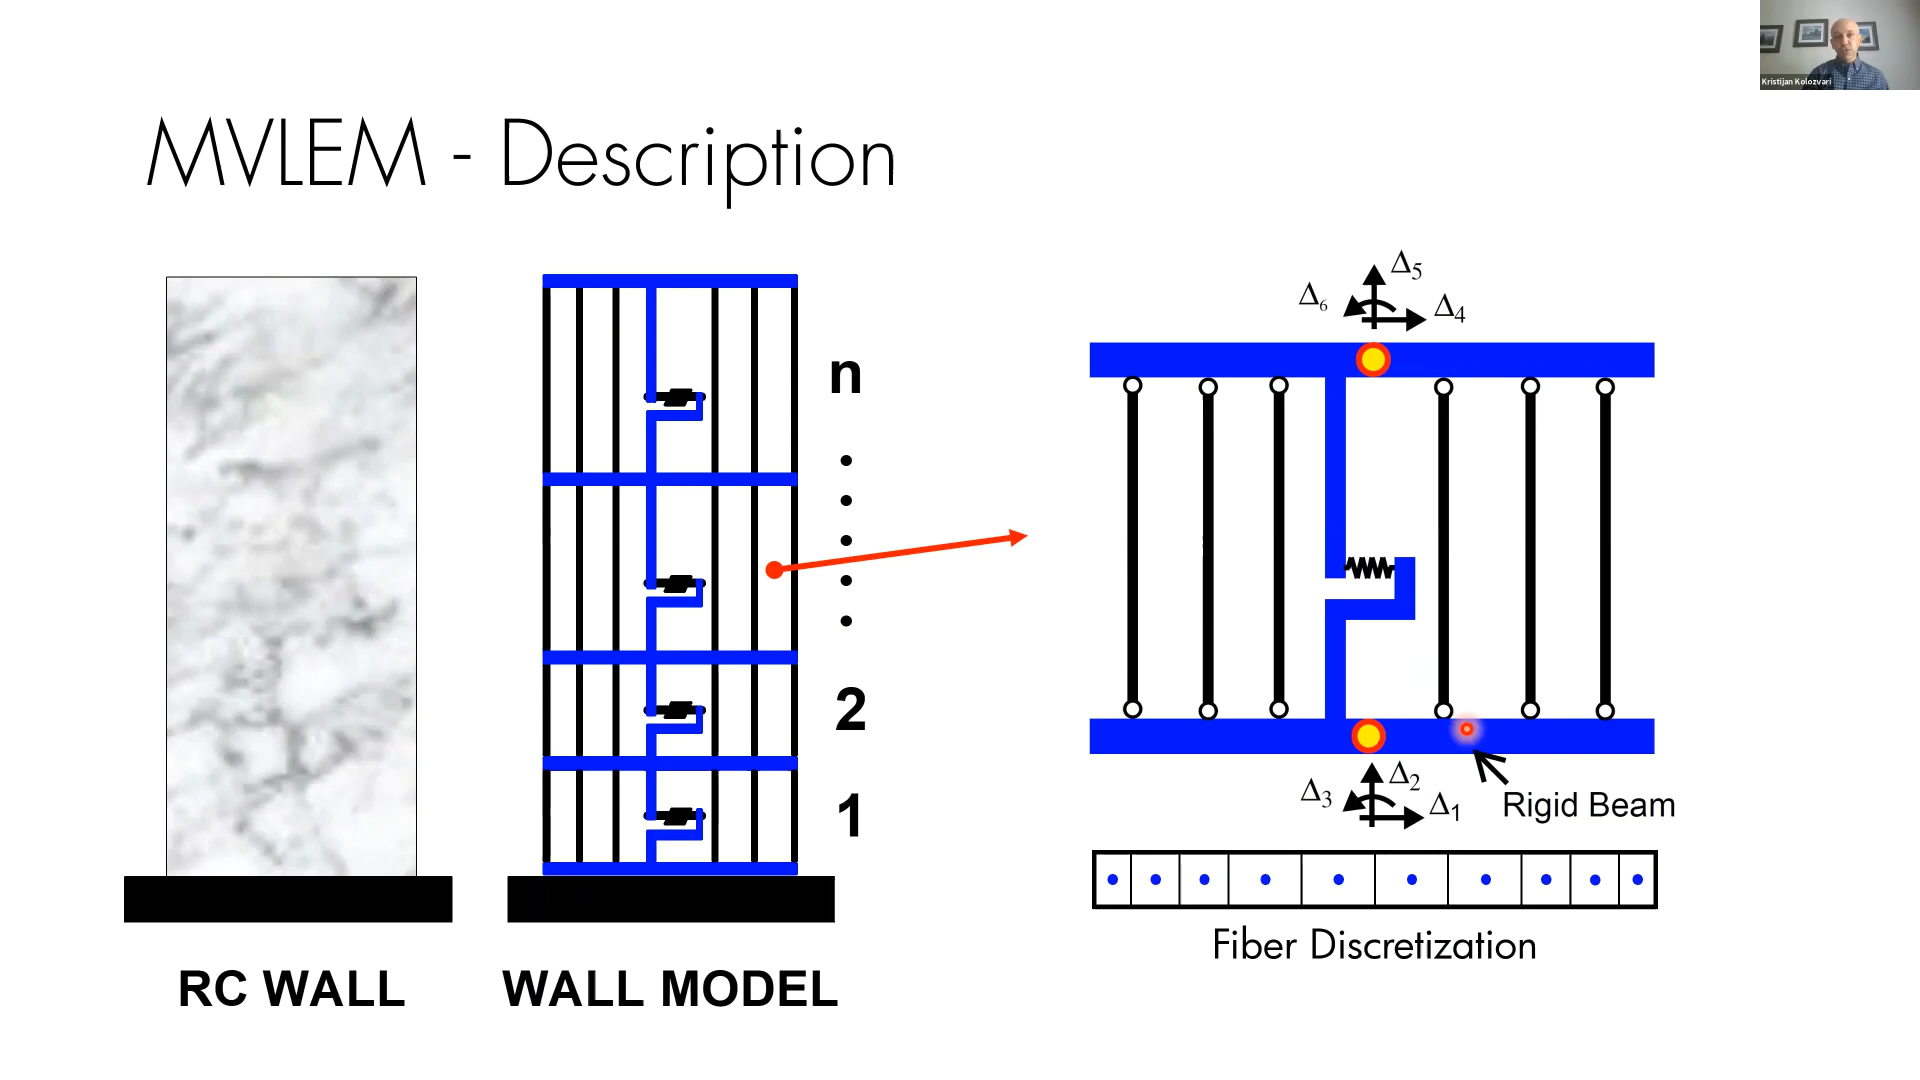 Kristijan Kolozvari
MVLEM - Description
n
2
1
Δ5
Δ6
Δ4
Δ2
Δ3
Δ1
Rigid Beam
Fiber Discretization
RC WALL
WALL MODEL